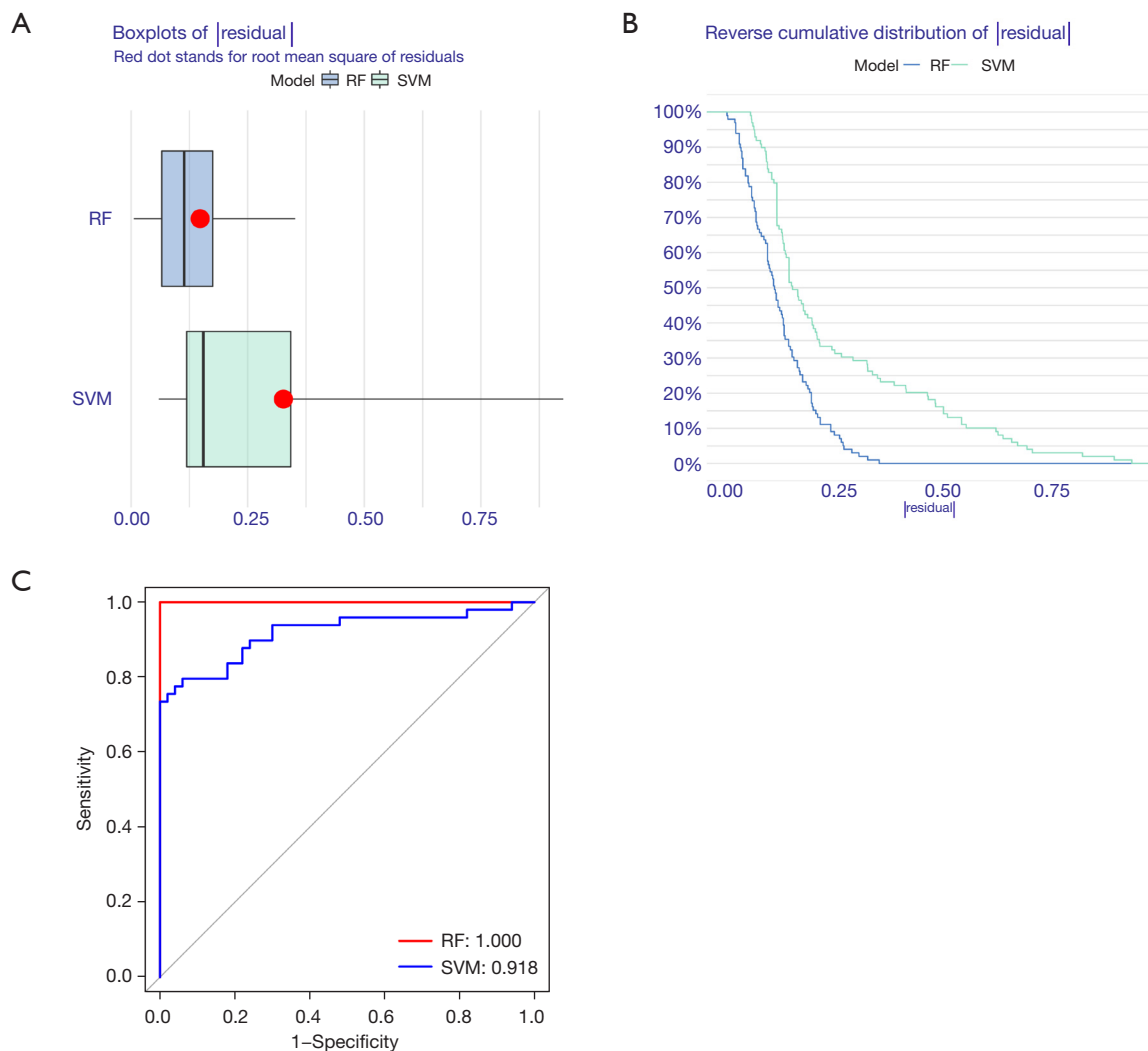 A
Boxplots of |residual|
Red dot stands for root mean square of residuals
Model RF SVM
RF
SVM
0.00 0.25 0.50 0.75
B
Reverse cumulative distribution of |residual|
Model RF SVM
100%
90%
80%
70%
60%
50%
40%
30%
20%
10%
0%
0.00 0.25 0.50 0.75
|residual|
C
Sensitivity
1.0
0.8
0.6
0.4
0.2
0.0
RF: 1.000
SVM: 0.918
0.0 0.2 0.4 0.6 0.8 1.0
1–Specificity